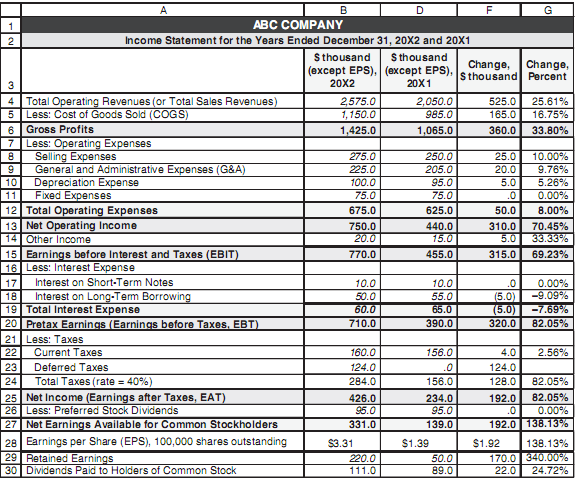 A B D F G
1 ABC COMPANY
2 Income Statement for the Years Ended December 31, 20X2 and 20X1
3 $ thousand (except EPS), 20X2 $ thousand (except EPS), 20X1 Change, $ thousand Change, Percent
4 Total Operating Revenues (or Total Sales Revenues) 2,575.0 2,050.0 525.0 25.61%
5 Less: Cost of Goods Sold (COGS) 1,150.0 985.0 165.0 16.75%
6 Gross Profits 1,425.0 1,065.0 360.0 33.80%
7 Less: Operating Expenses
8 Selling Expenses 275.0 250.0 25.0 10.00%
9 General and Administrative Expenses (G&A) 225.0 205.0 20.0 9.76%
10 Depreciation Expense 100.0 95.0 5.0 5.26%
11 Fixed Expenses 75.0 75.0 .0 0.00%
12 Total Operating Expenses 675.0 625.0 50.0 8.00%
13 Net Operating Income 750.0 440.0 310.0 70.45%
14 Other Income 20.0 15.0 5.0 33.33%
15 Earnings before Interest and Taxes (EBIT) 770.0 455.0 315.0 69.23%
16 Less: Interest Expense
17 Interest on Short-Term Notes 10.0 10.0 .0 0.00%
18 Interest on Long-Term Borrowing 50.0 55.0 (5.0) –9.09%
19 Total Interest Expense 60.0 65.0 (5.0) –7.69%
20 Pretax Earnings (Earnings before Taxes, EBT) 710.0 390.0 320.0 82.05%
21 Less: Taxes
22 Current Taxes 160.0 156.0 4.0 2.56%
23 Deferred Taxes 124.0 .0 124.0
24 Total Taxes (rate = 40%) 284.0 156.0 128.0 82.05%
25 Net Income (Earnings after Taxes, EAT) 426.0 234.0 192.0 82.05%
26 Less: Preferred Stock Dividends 95.0 95.0 .0 0.00%
27 Net Earnings Available for Common Stockholders 331.0 139.0 192.0 138.13%
28 Earnings per Share (EPS), 100,000 shares outstanding $3.31 $1.39 $1.92 138.13%
29 Retained Earnings 220.0 50.0 170.0 340.00%
30 Dividends Paid to Holders of Common Stock 111.0 89.0 22.0 24.72%